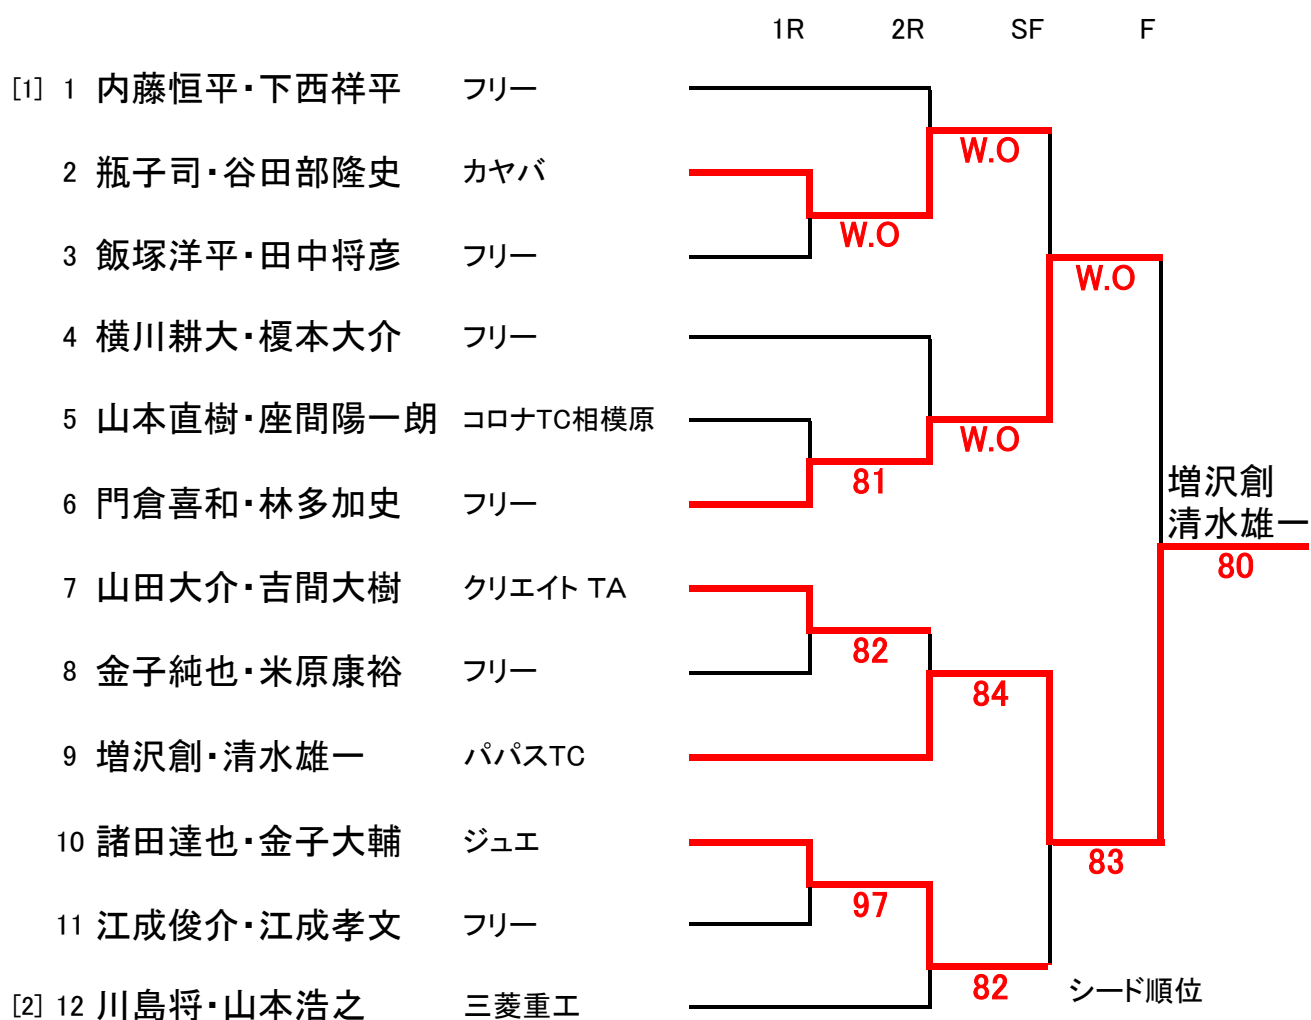 1R 2R SF F
[1] 1 内藤恒平・下西祥平 フリー
W.O
2 瓶子司・谷田部隆史 カヤバ
W.O
3 飯塚洋平・田中将彦 フリー
W.O
4 横川耕大・榎本大介 フリー
5 山本直樹・座間陽一朗 コロナTC相模原
W.O
81
6 門倉喜和・林多加史 フリー
増沢創
清水雄一
80
7 山田大介・吉間大樹 クリエイト TA
82
8 金子純也・米原康裕 フリー
84
9 増沢創・清水雄一 パパスTC
10 諸田達也・金子大輔 ジュエ
83
97
11 江成俊介・江成孝文 フリー
82
シード順位
[2] 12 川島将・山本浩之 三菱重工